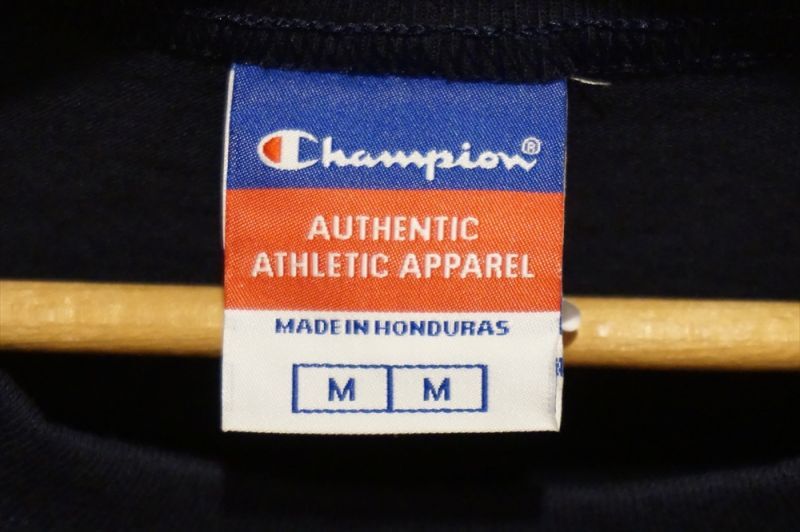 Champion®
AUTHENTIC
ATHLETIC APPAREL
MADE IN HONDURAS
M M